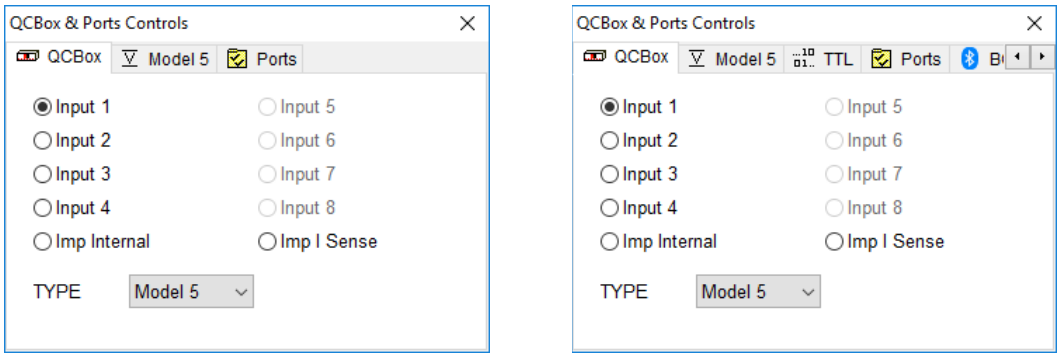 QCBox & Ports Controls
QCBox Model 5 Ports
Input 1 Input 5
Input 2 Input 6
Input 3 Input 7
Input 4 Input 8
Imp Internal Imp I Sense
TYPE Model 5
QCBox & Ports Controls
QCBox Model 5 TTL Ports
Input 1 Input 5
Input 2 Input 6
Input 3 Input 7
Input 4 Input 8
Imp Internal Imp I Sense
TYPE Model 5